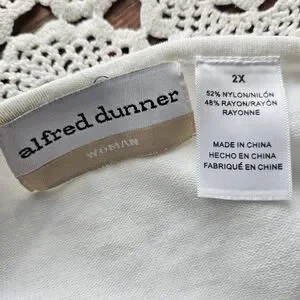 alfred dunner
WOMAN
2X
52% NYLON/NILÓN
48% RAYON/RAYÓN
RAYONNE
MADE IN CHINA
HECHO EN CHINA
FABRIQUÉ EN CHINE